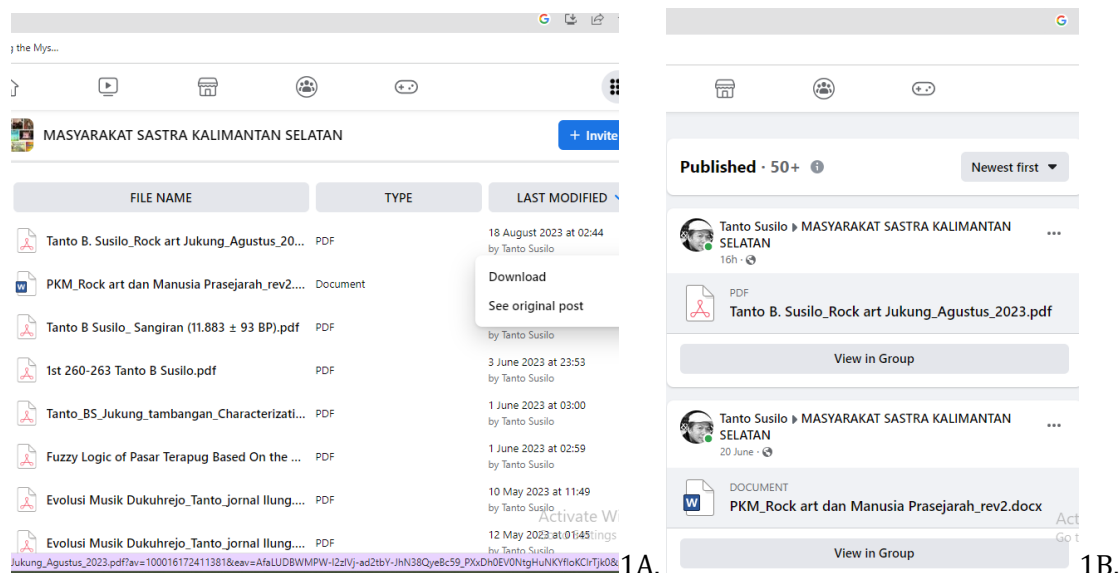 g the Mys...
MASYARAKAT SASTRA KALIMANTAN SELATAN
+ Invite
FILE NAME TYPE LAST MODIFIED
Tanto B. Susilo_Rock art Jukung_Agustus_20... PDF 18 August 2023 at 02:44
by Tanto Susilo
PKM_Rock art dan Manusia Prasejarah_rev2.... Document
Download
See original post
Tanto B Susilo_ Sangiran (11.883 ± 93 BP).pdf PDF
by Tanto Susilo
1st 260-263 Tanto B Susilo.pdf PDF 3 June 2023 at 23:53
by Tanto Susilo
Tanto_BS_Jukung_tambangan_Characterizati... PDF 1 June 2023 at 03:00
by Tanto Susilo
Fuzzy Logic of Pasar Terapug Based On the ... PDF 1 June 2023 at 02:59
by Tanto Susilo
Evolusi Musik Dukuhrejo_Tanto_jornal Ilung.... PDF 10 May 2023 at 11:49
by Tanto Susilo
Activate Wi
Evolusi Musik Dukuhrejo_Tanto_jornal Ilung.... PDF 12 May 2023 at 01:45
by Tanto Susilo
1A.
Published · 50+
Newest first
Tanto Susilo ▸ MASYARAKAT SASTRA KALIMANTAN
SELATAN
16h ·
PDF
Tanto B. Susilo_Rock art Jukung_Agustus_2023.pdf
View in Group
Tanto Susilo ▸ MASYARAKAT SASTRA KALIMANTAN
SELATAN
20 June ·
DOCUMENT
PKM_Rock art dan Manusia Prasejarah_rev2.docx
Act
Go t
View in Group
1B.